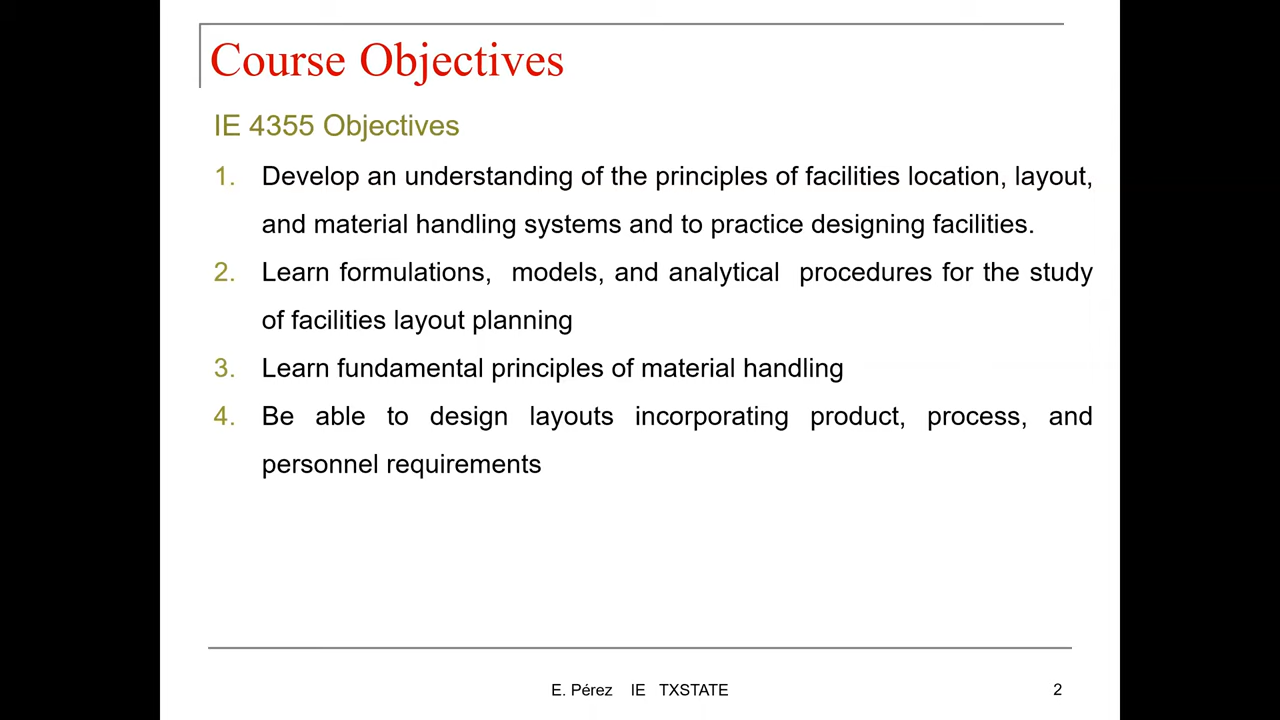 Course Objectives
IE 4355 Objectives
1. Develop an understanding of the principles of facilities location, layout,
and material handling systems and to practice designing facilities.
2. Learn formulations, models, and analytical procedures for the study
of facilities layout planning
3. Learn fundamental principles of material handling
4. Be able to design layouts incorporating product, process, and
personnel requirements
E. Pérez IE TXSTATE
2